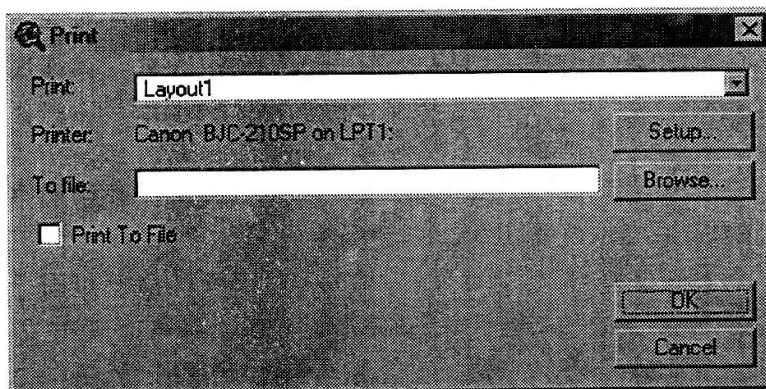 Print
Print: Layout1
Printer: Canon BJC-210SP on LPT1: Setup...
To file: Browse...
Print To File
OK
Cancel